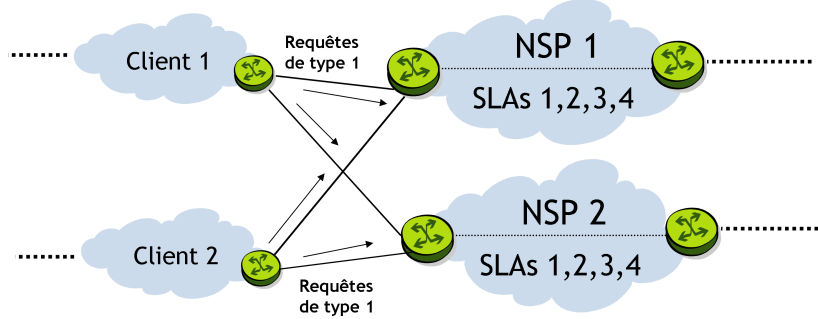 Client 1
Requêtes
de type 1
NSP 1
SLAs 1,2,3,4
Client 2
Requêtes
de type 1
NSP 2
SLAs 1,2,3,4